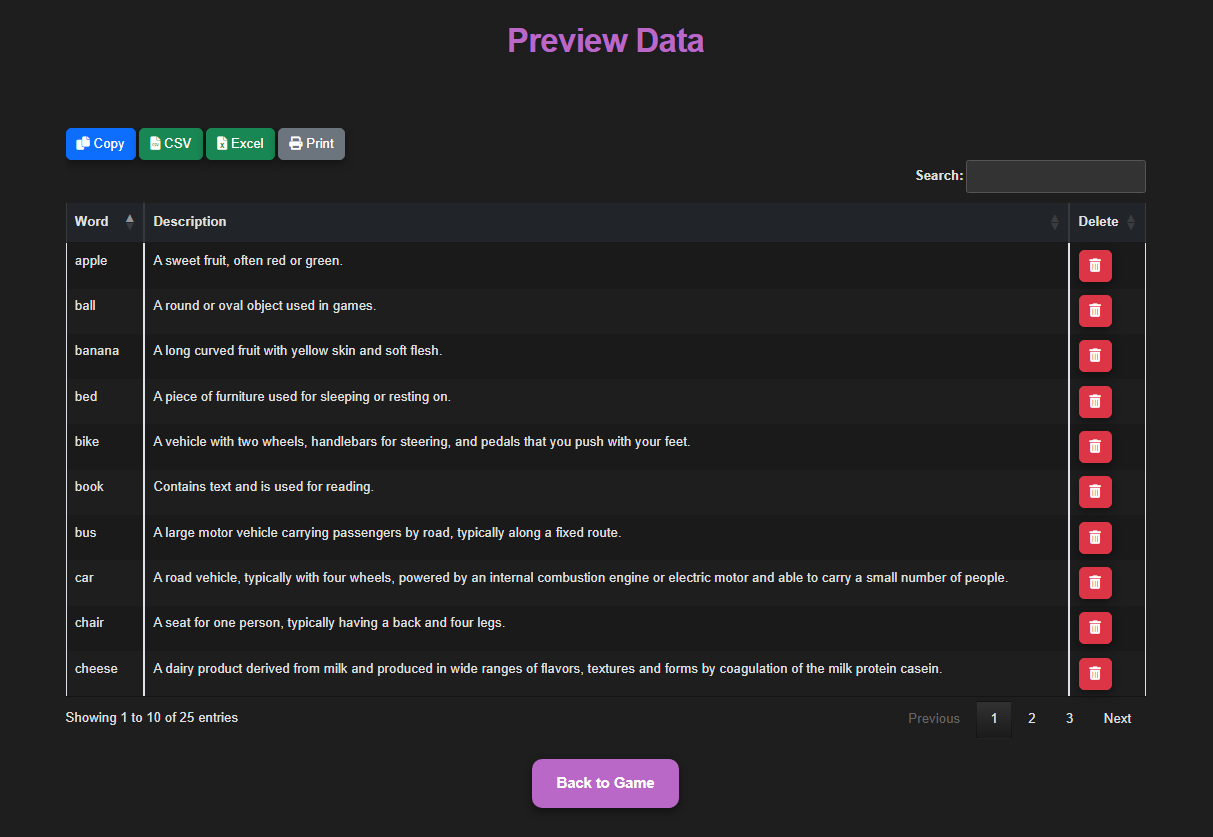 Preview Data
Copy CSV Excel Print
Search:
Word Description Delete
apple A sweet fruit, often red or green.
ball A round or oval object used in games.
banana A long curved fruit with yellow skin and soft flesh.
bed A piece of furniture used for sleeping or resting on.
bike A vehicle with two wheels, handlebars for steering, and pedals that you push with your feet.
book Contains text and is used for reading.
bus A large motor vehicle carrying passengers by road, typically along a fixed route.
car A road vehicle, typically with four wheels, powered by an internal combustion engine or electric motor and able to carry a small number of people.
chair A seat for one person, typically having a back and four legs.
cheese A dairy product derived from milk and produced in wide ranges of flavors, textures and forms by coagulation of the milk protein casein.
Showing 1 to 10 of 25 entries Previous 1 2 3 Next
Back to Game